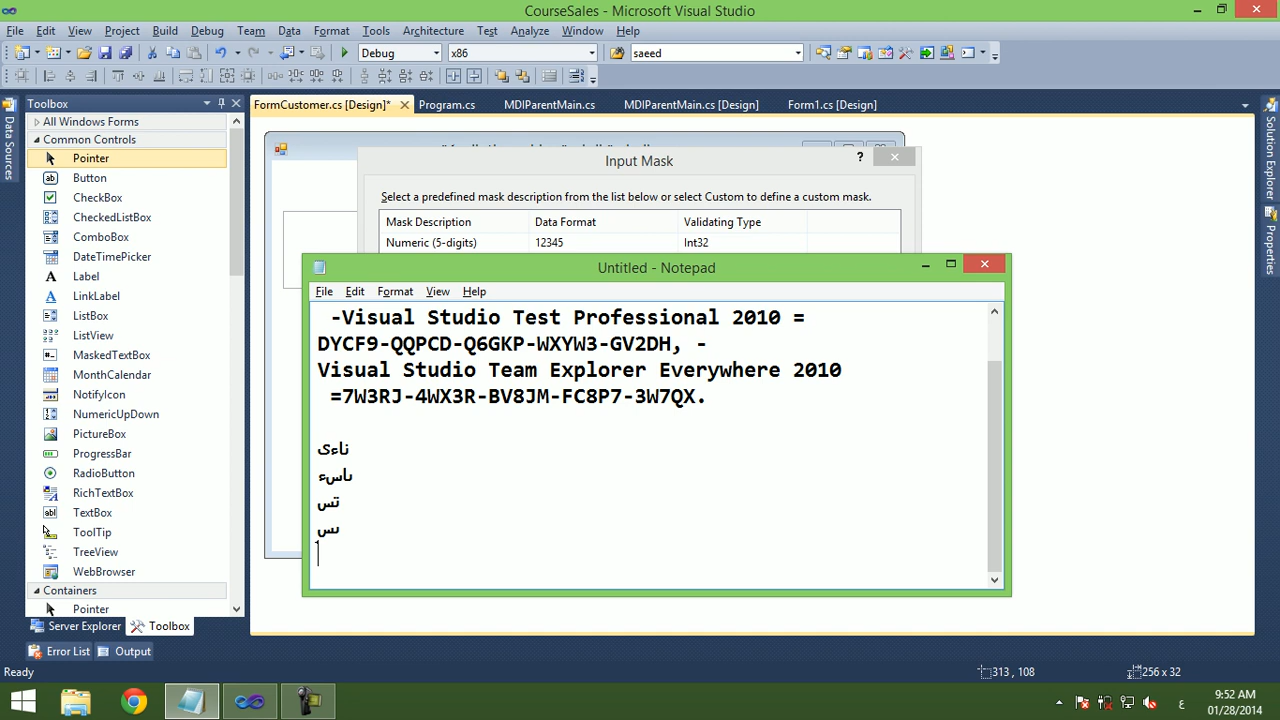 CourseSales - Microsoft Visual Studio
File Edit View Project Build Debug Team Data Format Tools Architecture Test Analyze Window Help
Debug x86 saeed
Toolbox
FormCustomer.cs [Design]* Program.cs MDIParentMain.cs MDIParentMain.cs [Design] Form1.cs [Design]
Data Sources
Solution Explorer
Properties
All Windows Forms
Common Controls
Pointer
Button
CheckBox
CheckedListBox
ComboBox
DateTimePicker
Label
LinkLabel
ListBox
ListView
MaskedTextBox
MonthCalendar
NotifyIcon
NumericUpDown
PictureBox
ProgressBar
RadioButton
RichTextBox
TextBox
ToolTip
TreeView
WebBrowser
Containers
Pointer
Server Explorer Toolbox
Input Mask
Select a predefined mask description from the list below or select Custom to define a custom mask.
Mask Description Data Format Validating Type
Numeric (5-digits) 12345 Int32
Untitled - Notepad
File Edit Format View Help
-Visual Studio Test Professional 2010 =
DYCF9-QQPCD-Q6GKP-WXYW3-GV2DH, -
Visual Studio Team Explorer Everywhere 2010
=7W3RJ-4WX3R-BV8JM-FC8P7-3W7QX.
تس
Error List Output
Ready
313 , 108
256 x 32
ع
9:52 AM
01/28/2014